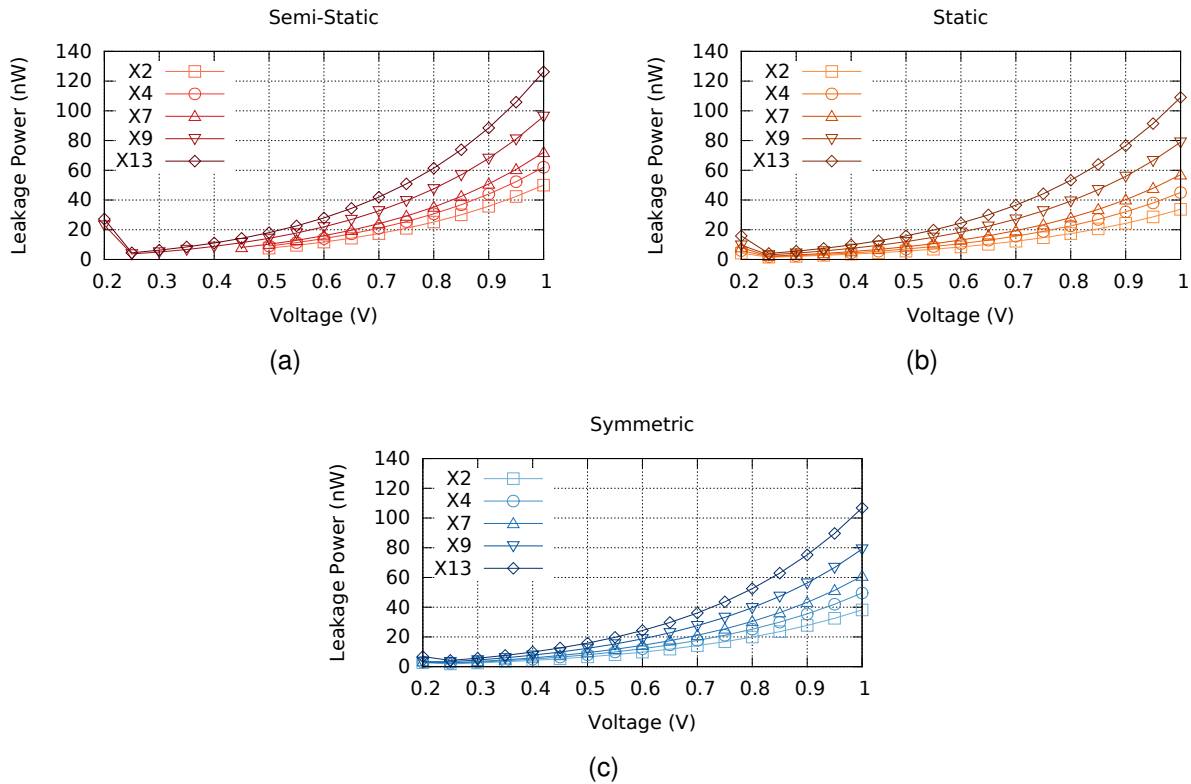 Semi-Static
Leakage Power (nW)
140
120
100
80
60
40
20
0
X2
X4
X7
X9
X13
0.2 0.3 0.4 0.5 0.6 0.7 0.8 0.9 1
Voltage (V)
(a)
Static
Leakage Power (nW)
140
120
100
80
60
40
20
0
X2
X4
X7
X9
X13
0.2 0.3 0.4 0.5 0.6 0.7 0.8 0.9 1
Voltage (V)
(b)
Symmetric
Leakage Power (nW)
140
120
100
80
60
40
20
0
X2
X4
X7
X9
X13
0.2 0.3 0.4 0.5 0.6 0.7 0.8 0.9 1
Voltage (V)
(c)